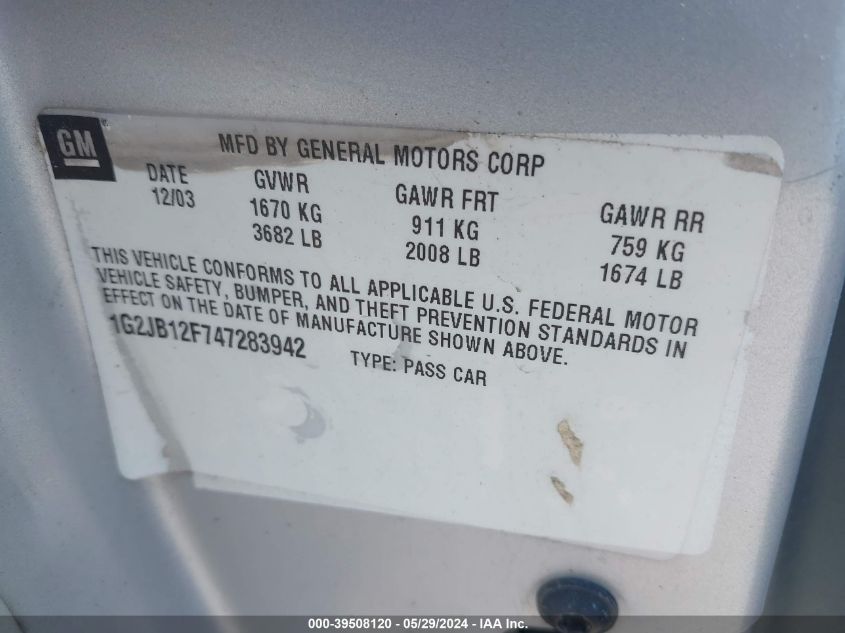 GM
MFD BY GENERAL MOTORS CORP
DATE GVWR GAWR FRT GAWR RR
12/03 1670 KG 911 KG 759 KG
3682 LB 2008 LB 1674 LB
THIS VEHICLE CONFORMS TO ALL APPLICABLE U.S. FEDERAL MOTOR
VEHICLE SAFETY, BUMPER, AND THEFT PREVENTION STANDARDS IN
EFFECT ON THE DATE OF MANUFACTURE SHOWN ABOVE.
1G2JB12F747283942 TYPE: PASS CAR
000-39508120 - 05/29/2024 - IAA Inc.